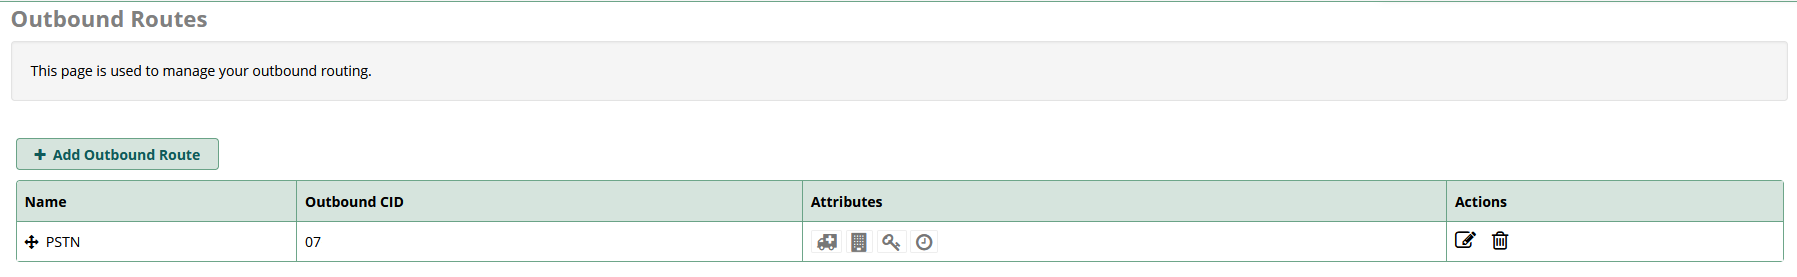 Outbound Routes
This page is used to manage your outbound routing.
+ Add Outbound Route
Name Outbound CID Attributes Actions
PSTN 07